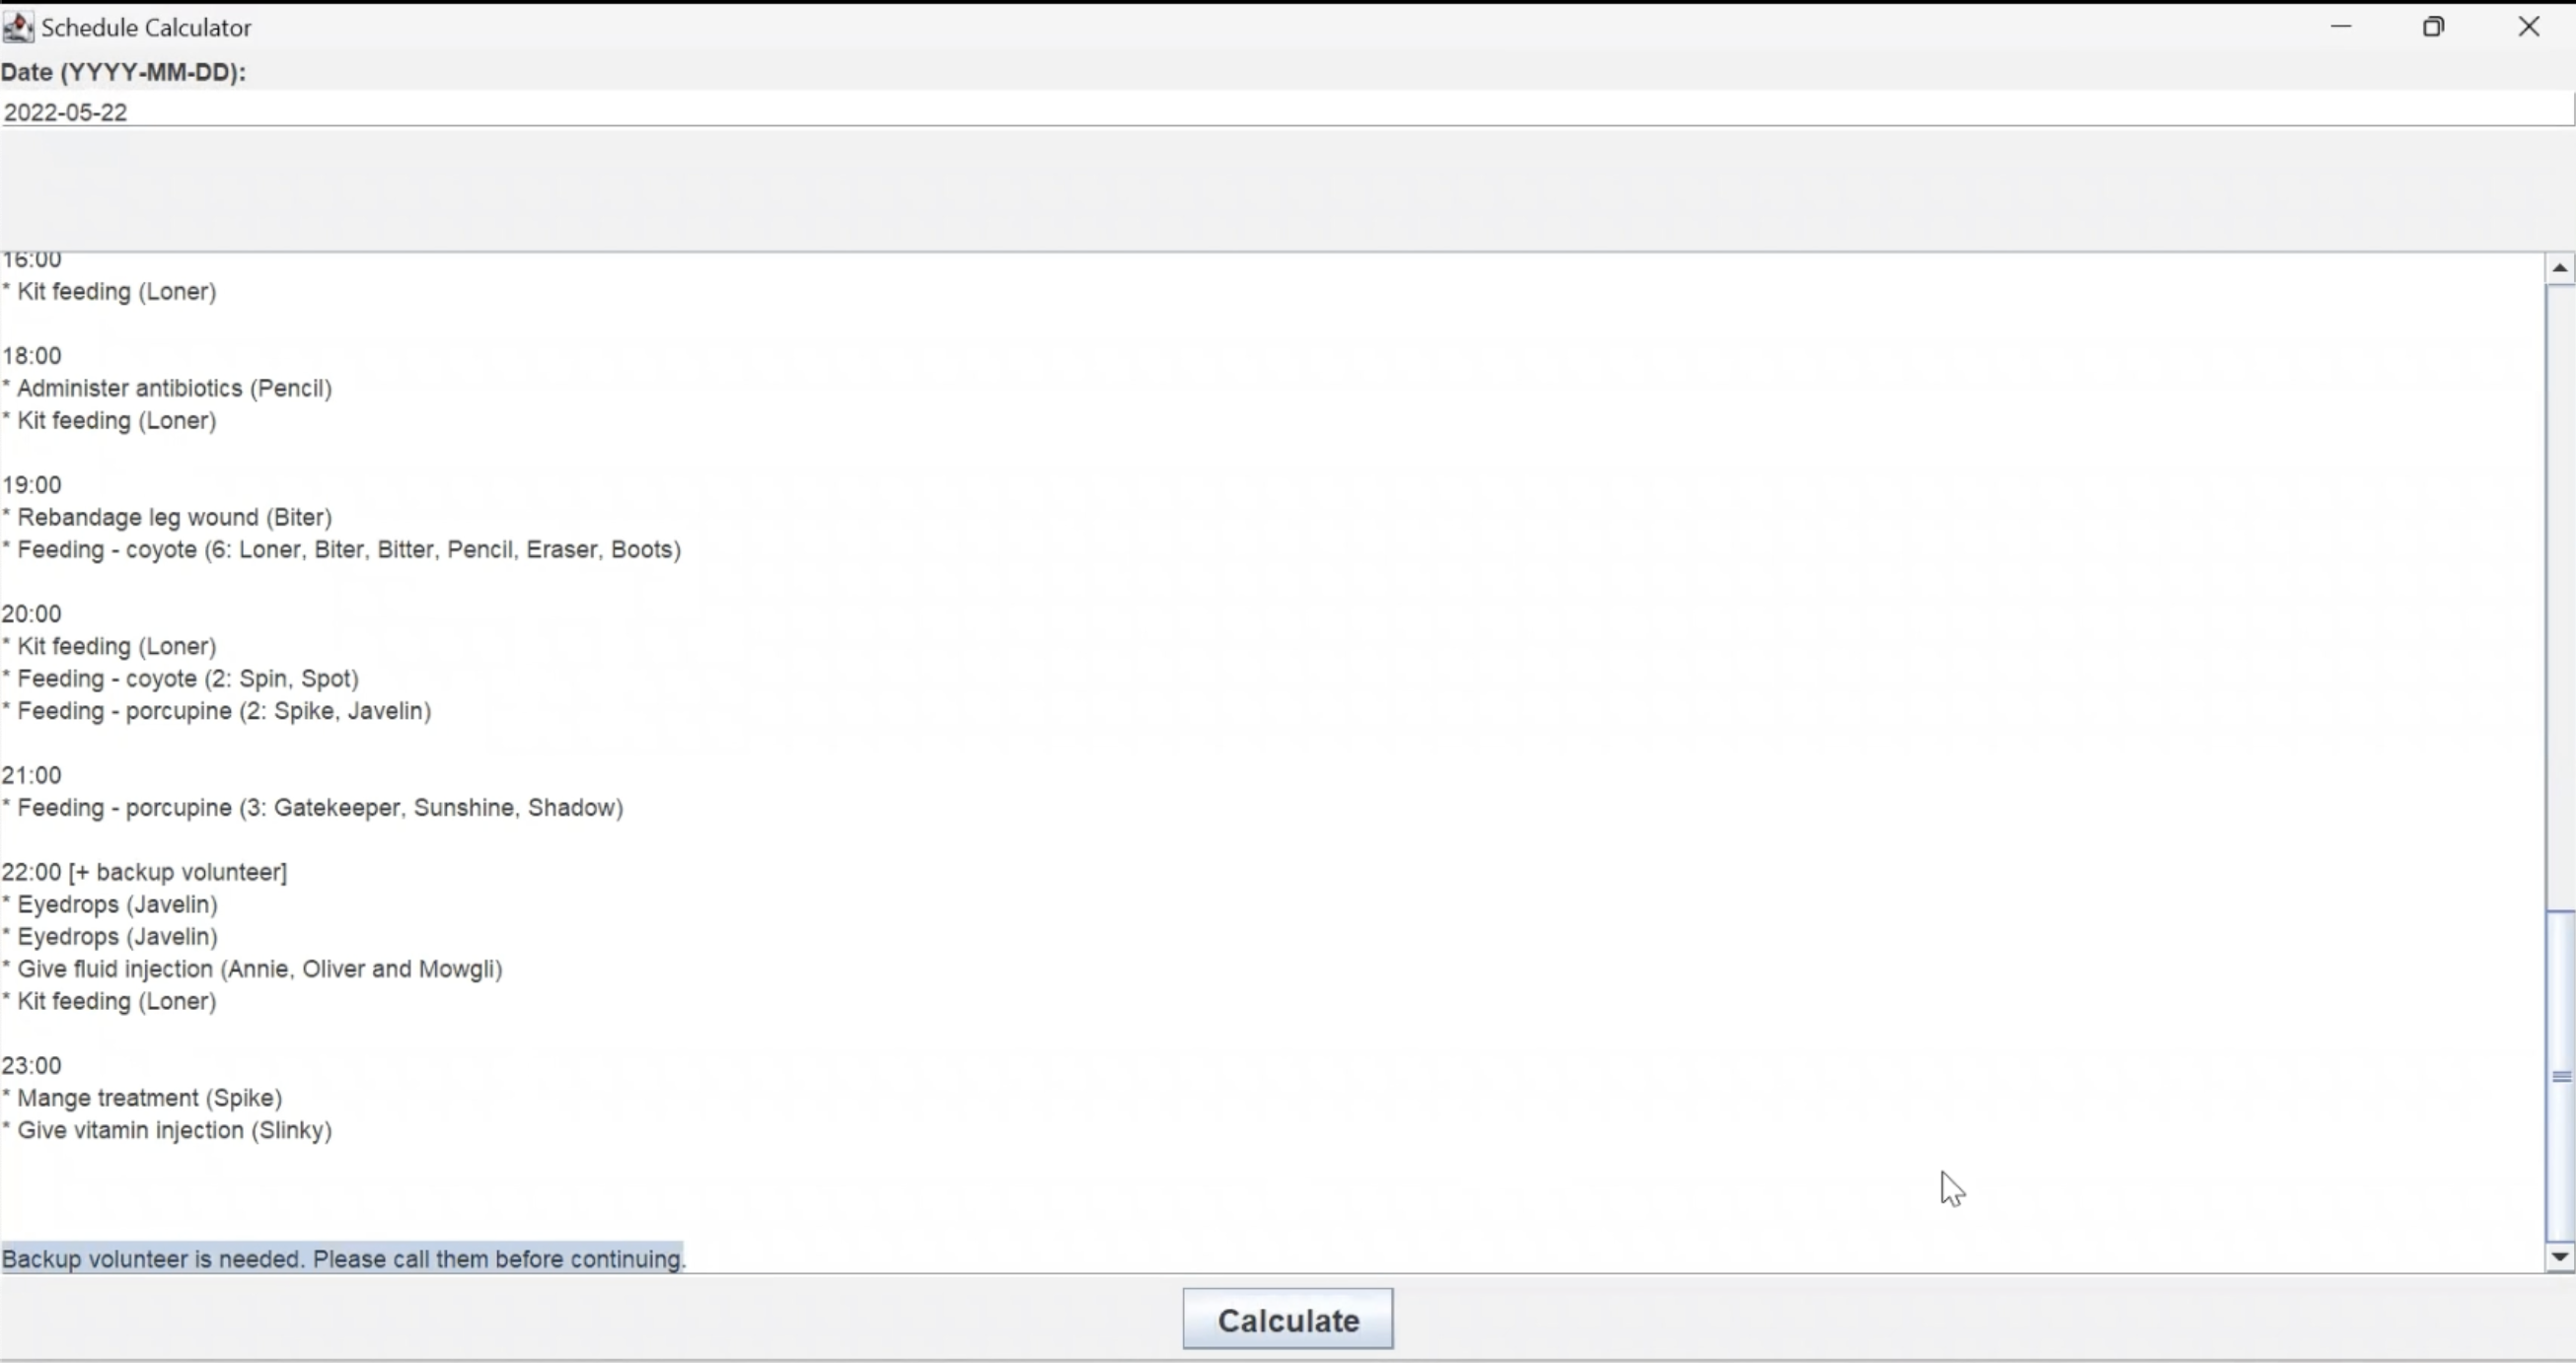 Schedule Calculator
Date (YYYY-MM-DD):
2022-05-22
16:00
* Kit feeding (Loner)
18:00
* Administer antibiotics (Pencil)
* Kit feeding (Loner)
19:00
* Rebandage leg wound (Biter)
* Feeding - coyote (6: Loner, Biter, Bitter, Pencil, Eraser, Boots)
20:00
* Kit feeding (Loner)
* Feeding - coyote (2: Spin, Spot)
* Feeding - porcupine (2: Spike, Javelin)
21:00
* Feeding - porcupine (3: Gatekeeper, Sunshine, Shadow)
22:00 [+ backup volunteer]
* Eyedrops (Javelin)
* Eyedrops (Javelin)
* Give fluid injection (Annie, Oliver and Mowgli)
* Kit feeding (Loner)
23:00
* Mange treatment (Spike)
* Give vitamin injection (Slinky)
Backup volunteer is needed. Please call them before continuing.
Calculate